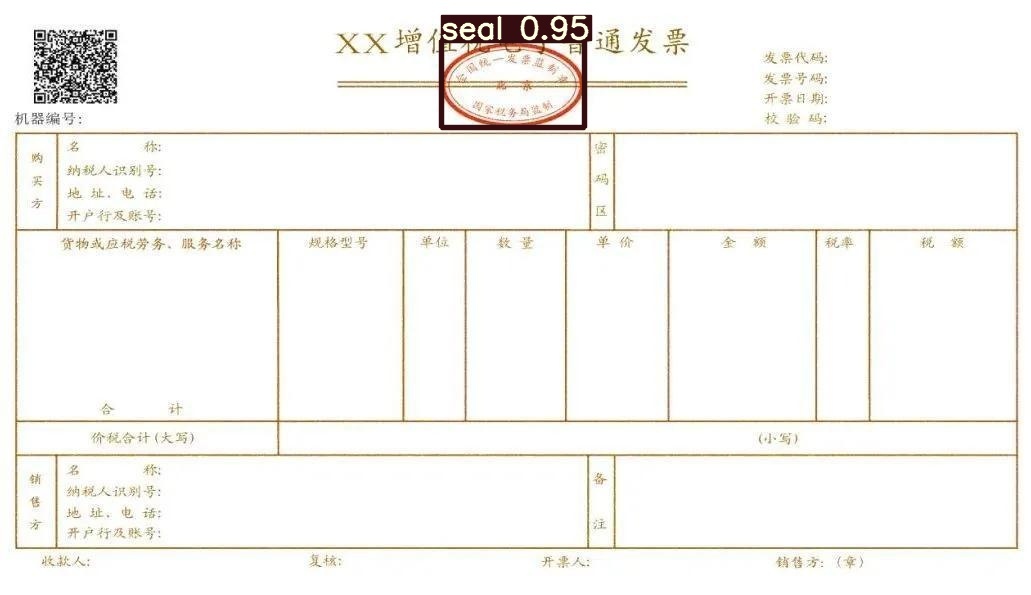 seal 0.95
XX增值税电子普通发票
全国统一发票监制章
北京
国家税务局监制
发票代码:
发票号码:
开票日期:
校 验 码:
机器编号:
购买方
名 称:
纳税人识别号:
地 址、电 话:
开户行及账号:
密码区
货物或应税劳务、服务名称 规格型号 单位 数 量 单 价 金 额 税率 税 额
合 计
价税合计(大写) (小写)
销售方
名 称:
纳税人识别号:
地 址、电 话:
开户行及账号:
备注
收款人: 复核: 开票人: 销售方: (章)